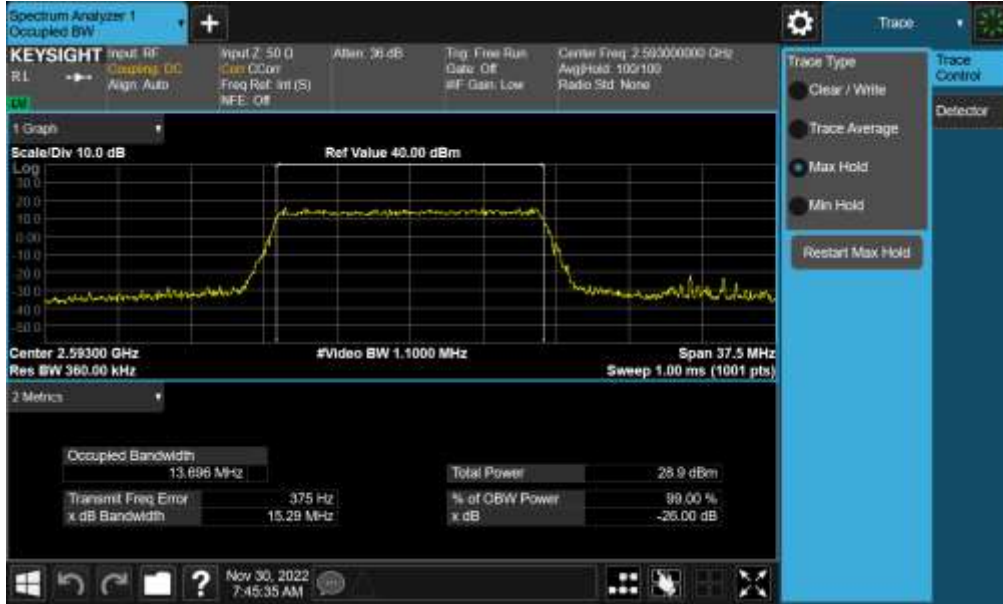 Spectrum Analyzer 1
Occupied BW
Trace
KEYSIGHT
Input: RF
RL
Coupling: DC
Align: Auto
Input Z: 50 Ω
Corr CCorr
Freq Ref: Int (S)
NFE: Off
Atten: 36 dB
Trig: Free Run
Gate: Off
#IF Gain: Low
Center Freq: 2.593000000 GHz
Avg|Hold: 100/100
Radio Std: None
Trace Type
Clear / Write
Trace Average
Max Hold
Min Hold
Restart Max Hold
Trace Control
Detector
1 Graph
Scale/Div 10.0 dB
Ref Value 40.00 dBm
Log
30.0
20.0
10.0
0.00
-10.0
-20.0
-30.0
-40.0
-50.0
Center 2.59300 GHz
#Video BW 1.1000 MHz
Span 37.5 MHz
Res BW 360.00 kHz
Sweep 1.00 ms (1001 pts)
2 Metrics
Occupied Bandwidth
13.696 MHz
Total Power 28.9 dBm
Transmit Freq Error 375 Hz
% of OBW Power 99.00 %
x dB Bandwidth 15.29 MHz
x dB -26.00 dB
?
Nov 30, 2022
7:45:35 AM